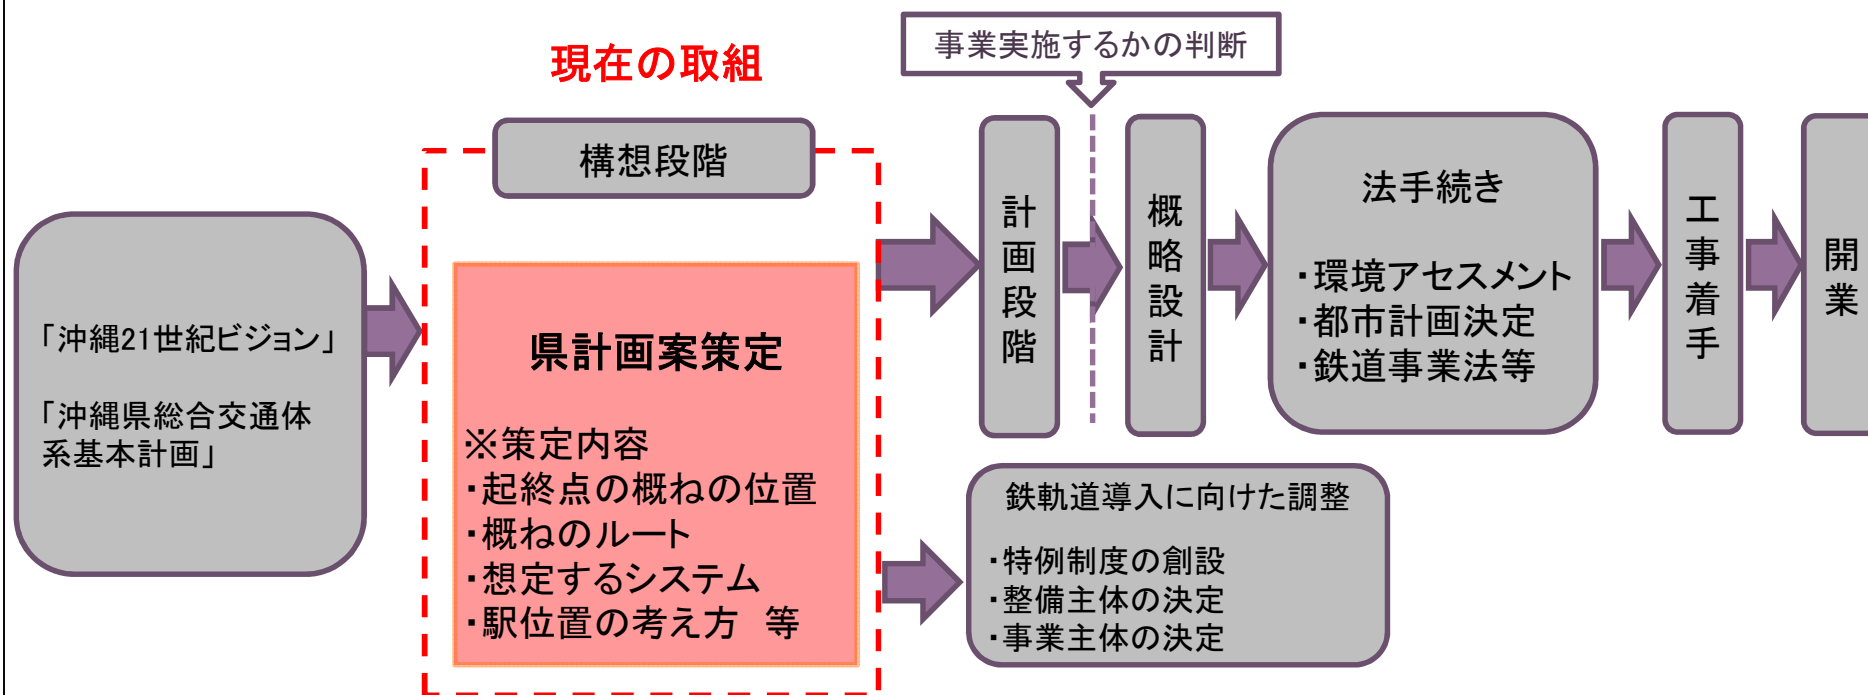 現在の取組
事業実施するかの判断
構想段階
「沖縄21世紀ビジョン」
「沖縄県総合交通体
系基本計画」
県計画案策定
※策定内容
・起終点の概ねの位置
・概ねのルート
・想定するシステム
・駅位置の考え方　等
計画段階
概略設計
法手続き
・環境アセスメント
・都市計画決定
・鉄道事業法等
工事着手
開業
鉄軌道導入に向けた調整
・特例制度の創設
・整備主体の決定
・事業主体の決定